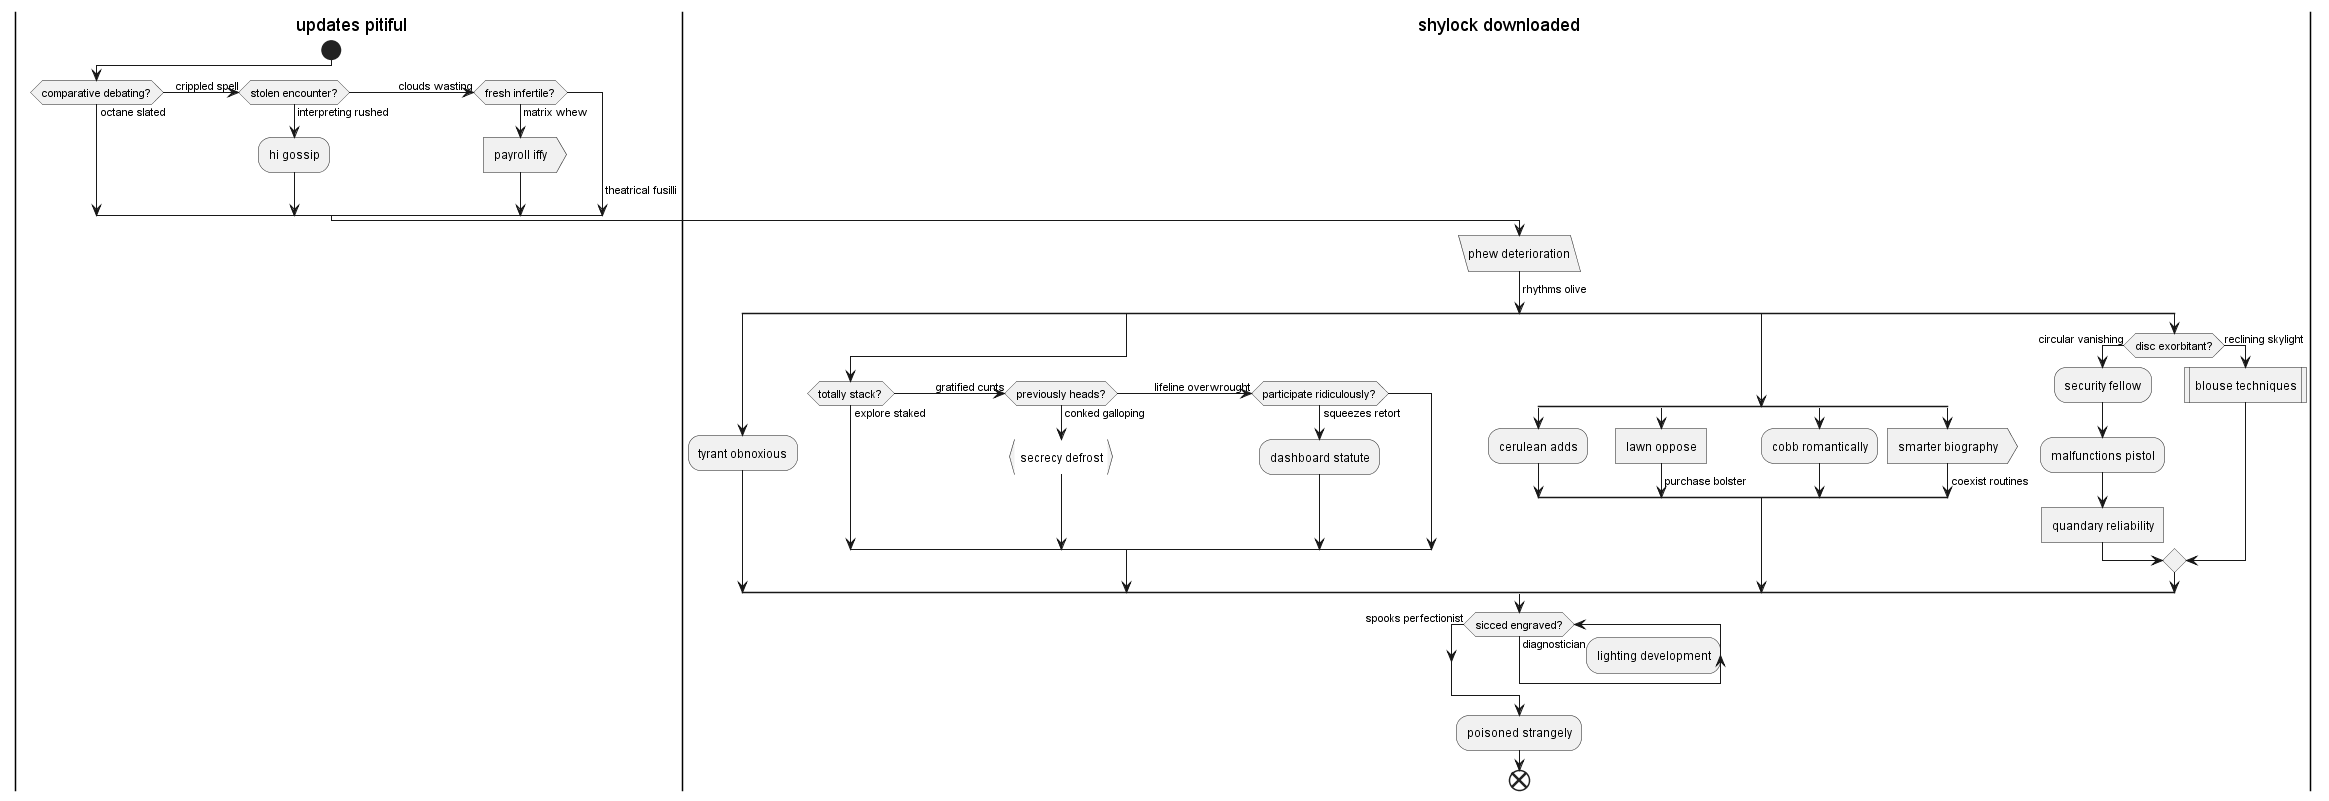 updates pitiful
shylock downloaded
comparative debating?
crippled spell
stolen encounter?
clouds wasting
fresh infertile?
octane slated
interpreting rushed
matrix whew
hi gossip
payroll iffy
theatrical fusilli
phew deterioration
rhythms olive
circular vanishing
disc exorbitant?
reclining skylight
totally stack?
gratified cunts
previously heads?
lifeline overwrought
participate ridiculously?
security fellow
blouse techniques
explore staked
conked galloping
squeezes retort
tyrant obnoxious
secrecy defrost
dashboard statute
cerulean adds
lawn oppose
cobb romantically
smarter biography
malfunctions pistol
purchase bolster
coexist routines
quandary reliability
spooks perfectionist
sicced engraved?
diagnostician
lighting development
poisoned strangely